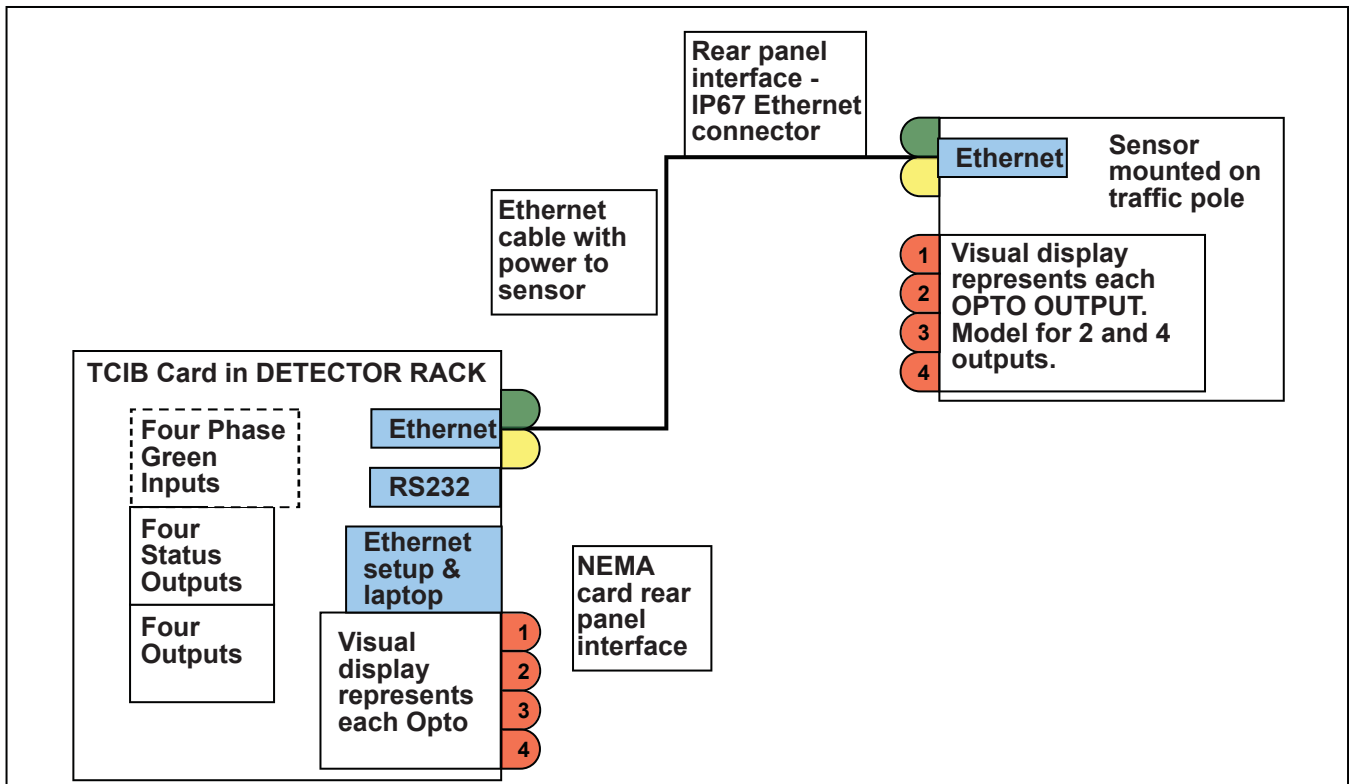 Rear panel
interface -
IP67 Ethernet
connector
Ethernet
Sensor
mounted on
traffic pole
1
2
3
4
Visual display
represents each
OPTO OUTPUT.
Model for 2 and 4
outputs.
Ethernet
cable with
power to
sensor
TCIB Card in DETECTOR RACK
Four Phase
Green
Inputs
Four
Status
Outputs
Four
Outputs
Ethernet
RS232
Ethernet
setup &
laptop
Visual
display
represents
each Opto
1
2
3
4
NEMA
card rear
panel
interface